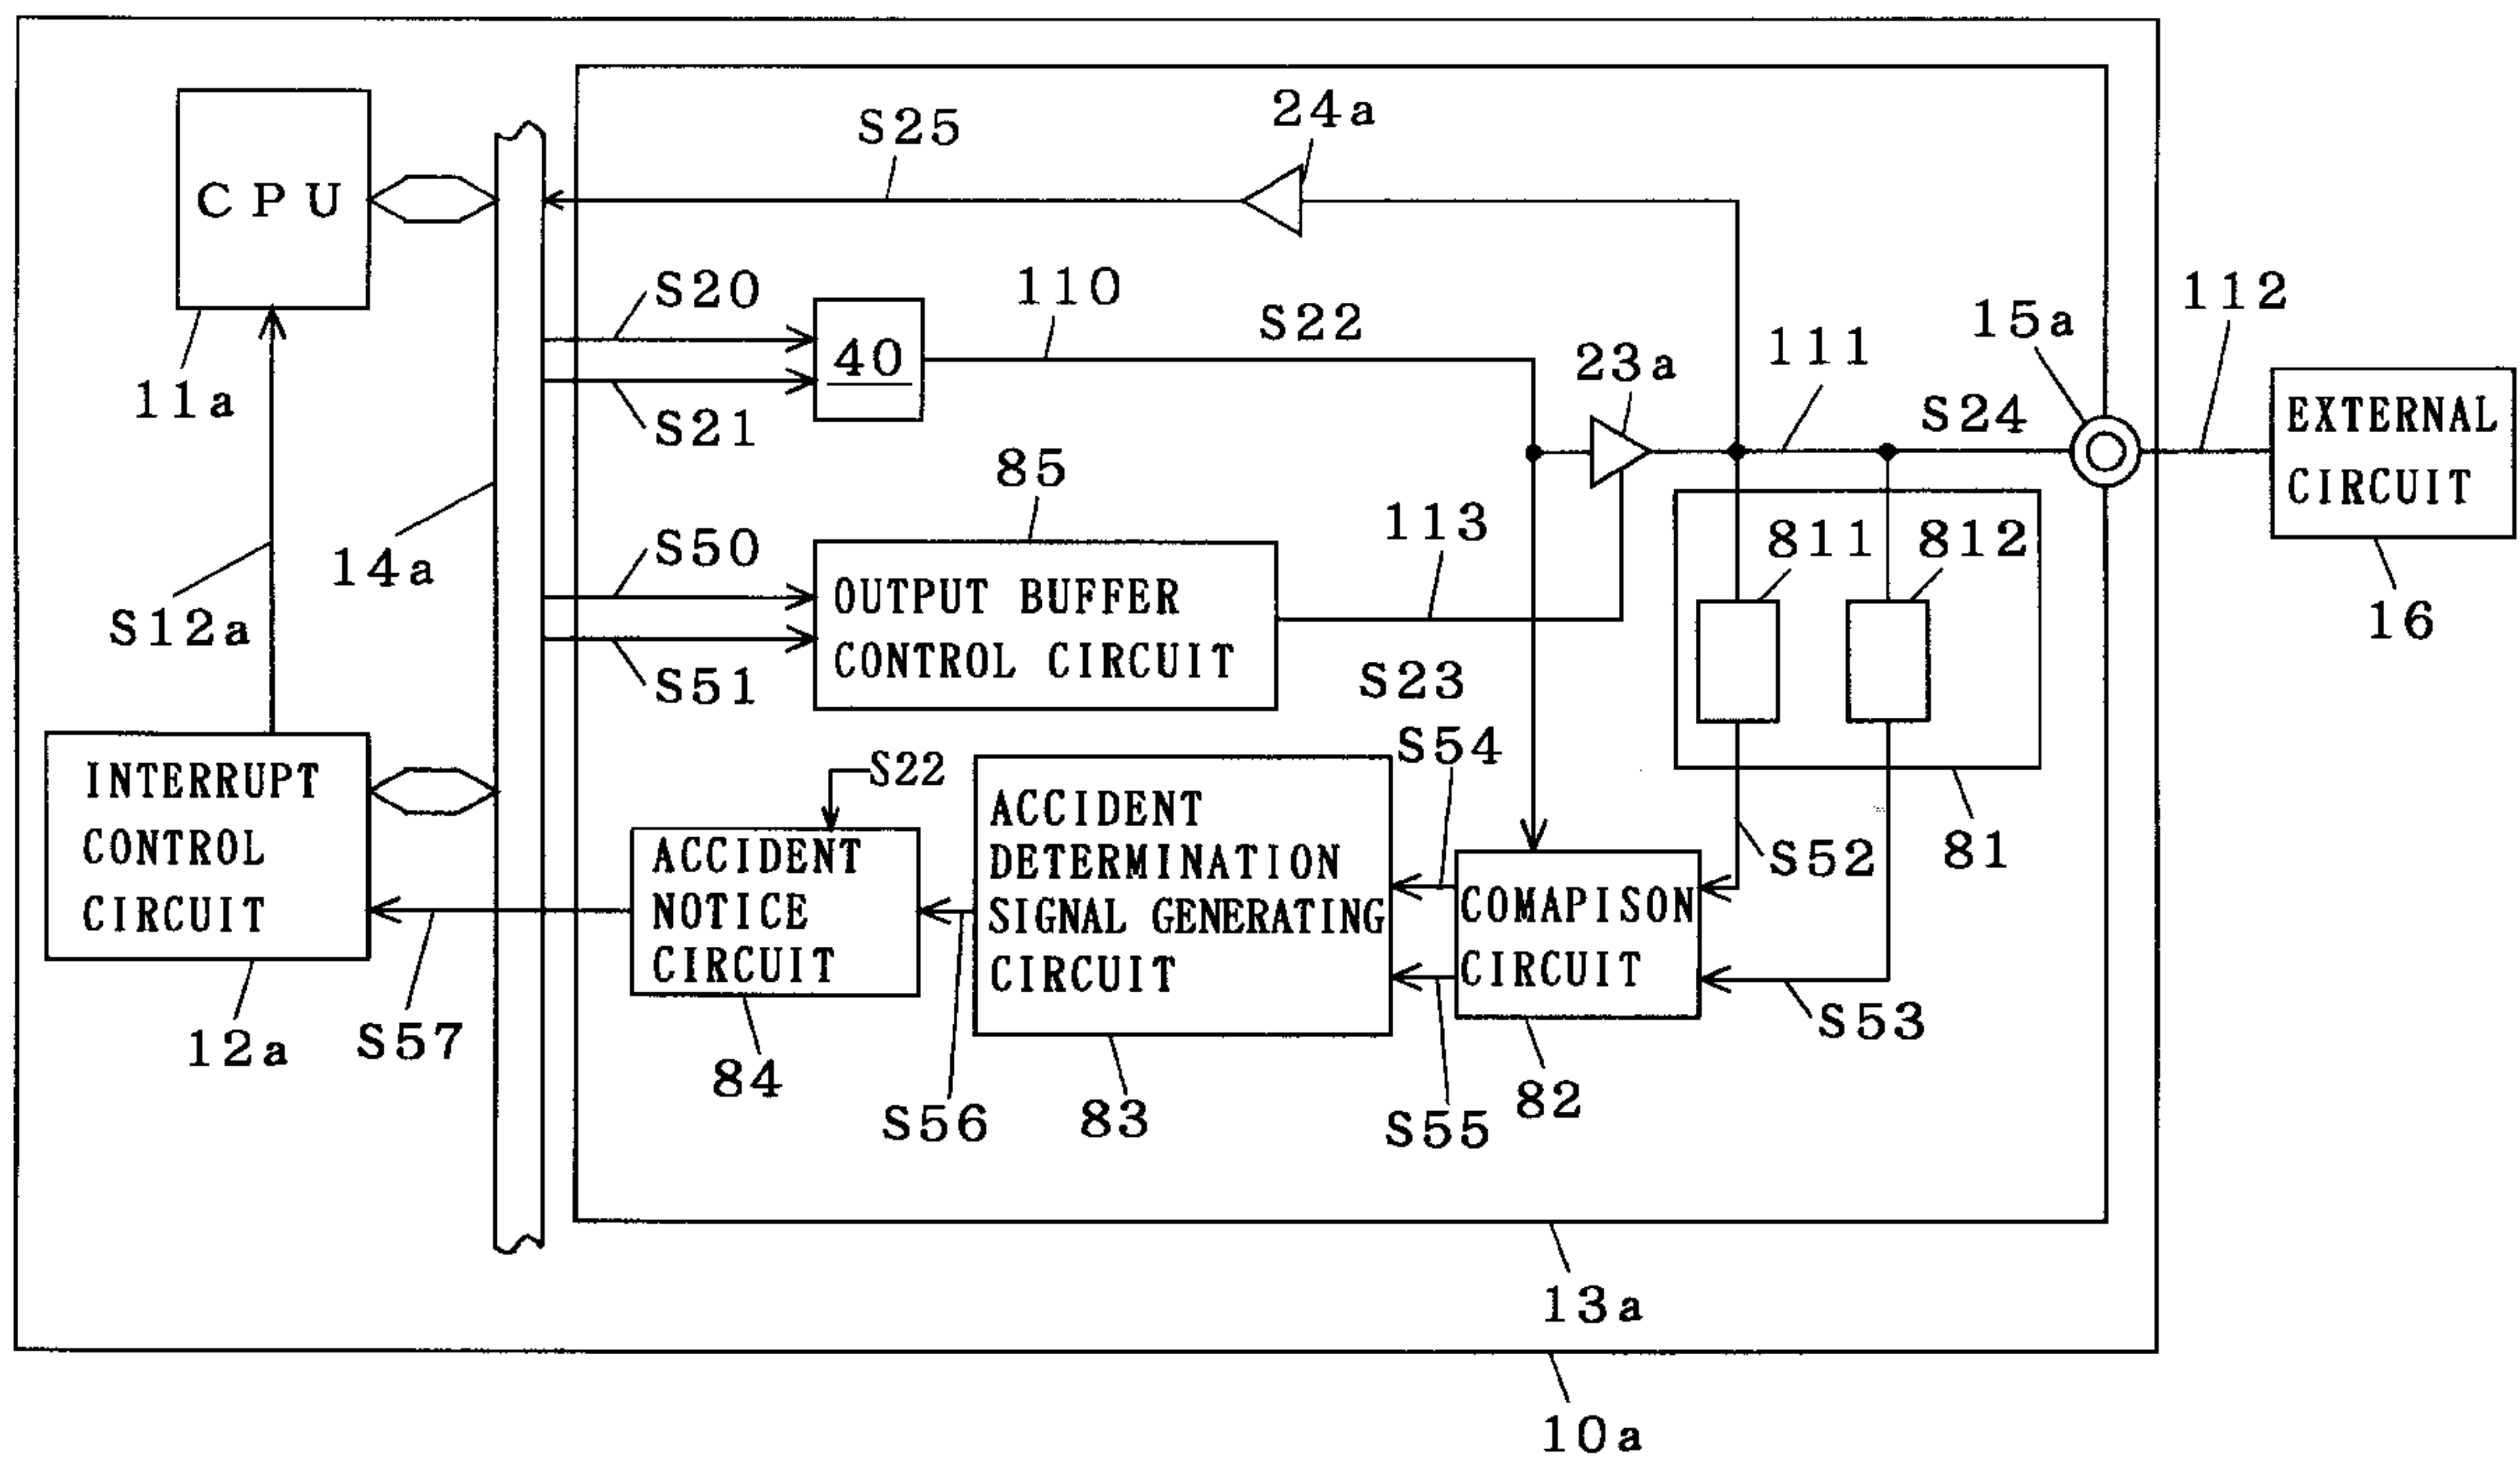 24a
S25
C P U
S20
110
S22
112
15a
40
23a
111
11a
S21
S24
EXTERNAL
CIRCUIT
85
113
S50
14a
811
812
OUTPUT BUFFER
CONTROL CIRCUIT
16
S12a
S51
S23
S54
S22
INTERRUPT
CONTROL
CIRCUIT
ACCIDENT
DETERMINATION
SIGNAL GENERATING
CIRCUIT
ACCIDENT
NOTICE
CIRCUIT
S52
81
COMAPISON
CIRCUIT
12a
S57
S53
84
S56
83
S55
82
13a
10a